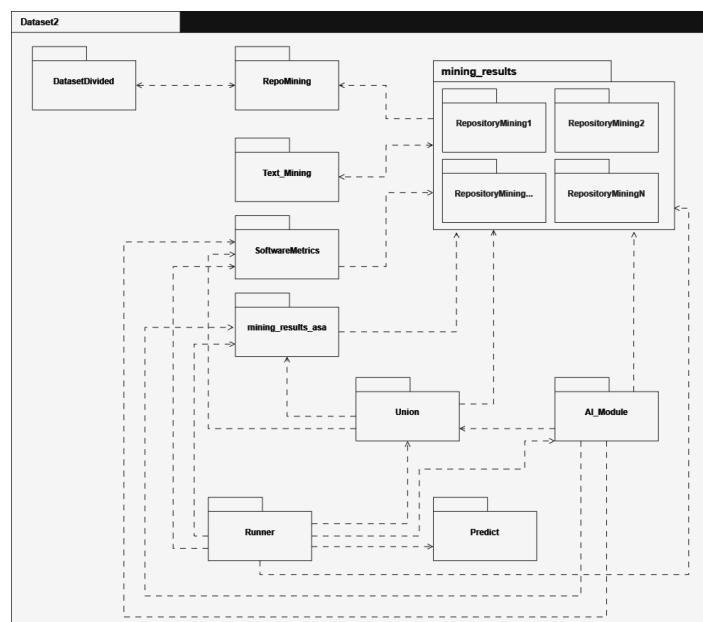 Dataset2
DatasetDivided
RepoMining
mining_results
RepositoryMining1
RepositoryMining2
Text_Mining
RepositoryMining...
RepositoryMiningN
SoftwareMetrics
mining_results_asa
Union
AI_Module
Runner
Predict